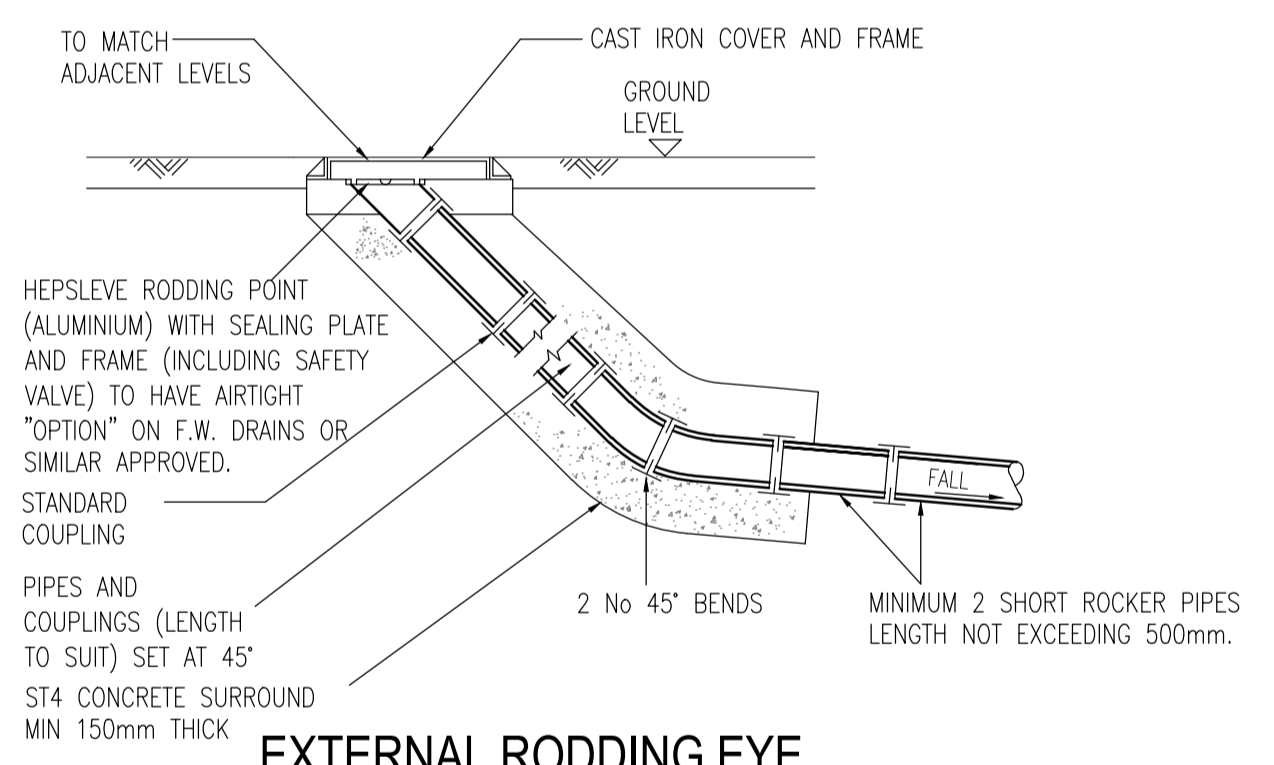 TO MATCH
ADJACENT LEVELS
CAST IRON COVER AND FRAME
GROUND
LEVEL
HEPSLEVE RODDING POINT
(ALUMINIUM) WITH SEALING PLATE
AND FRAME (INCLUDING SAFETY
VALVE) TO HAVE AIRTIGHT
"OPTION" ON F.W. DRAINS OR
SIMILAR APPROVED.
STANDARD
COUPLING
PIPES AND
COUPLINGS (LENGTH
TO SUIT) SET AT 45°
ST4 CONCRETE SURROUND
MIN 150mm THICK
2 No 45° BENDS
FALL
MINIMUM 2 SHORT ROCKER PIPES
LENGTH NOT EXCEEDING 500mm.
EXTERNAL RODDING EYE